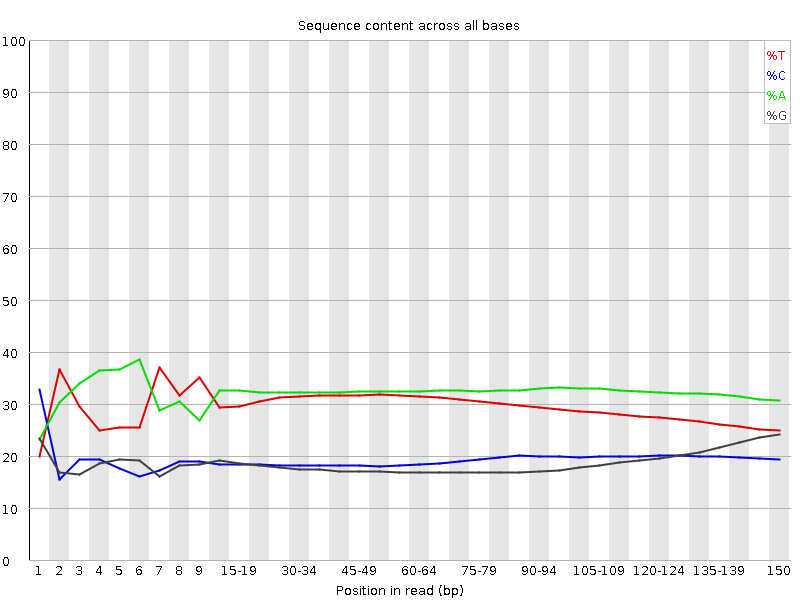 Sequence content across all bases
100
90
80
70
60
50
40
30
20
10
0
%T
%C
%A
%G
1 2 3 4 5 6 7 8 9 15-19 30-34 45-49 60-64 75-79 90-94 105-109 120-124 135-139 150
Position in read (bp)